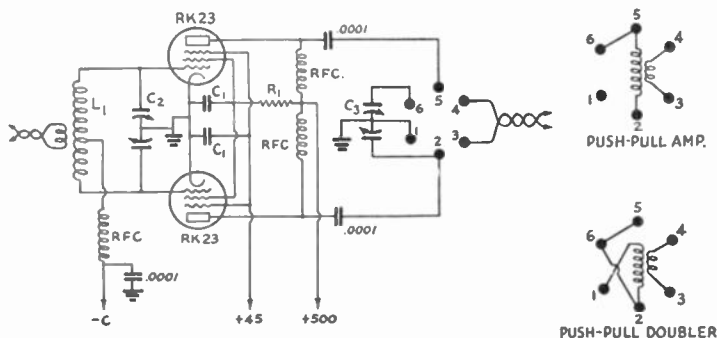 RK23
.0001
RFC.
L1
C2
C1
R1
C3
6
5
4
C1
RFC
1
2
3
RK23
RFC
.0001
.0001
-C
+45
+500
5
6
4
1
3
2
PUSH-PULL AMP.
5
6
4
1
3
2
PUSH-PULL DOUBLER